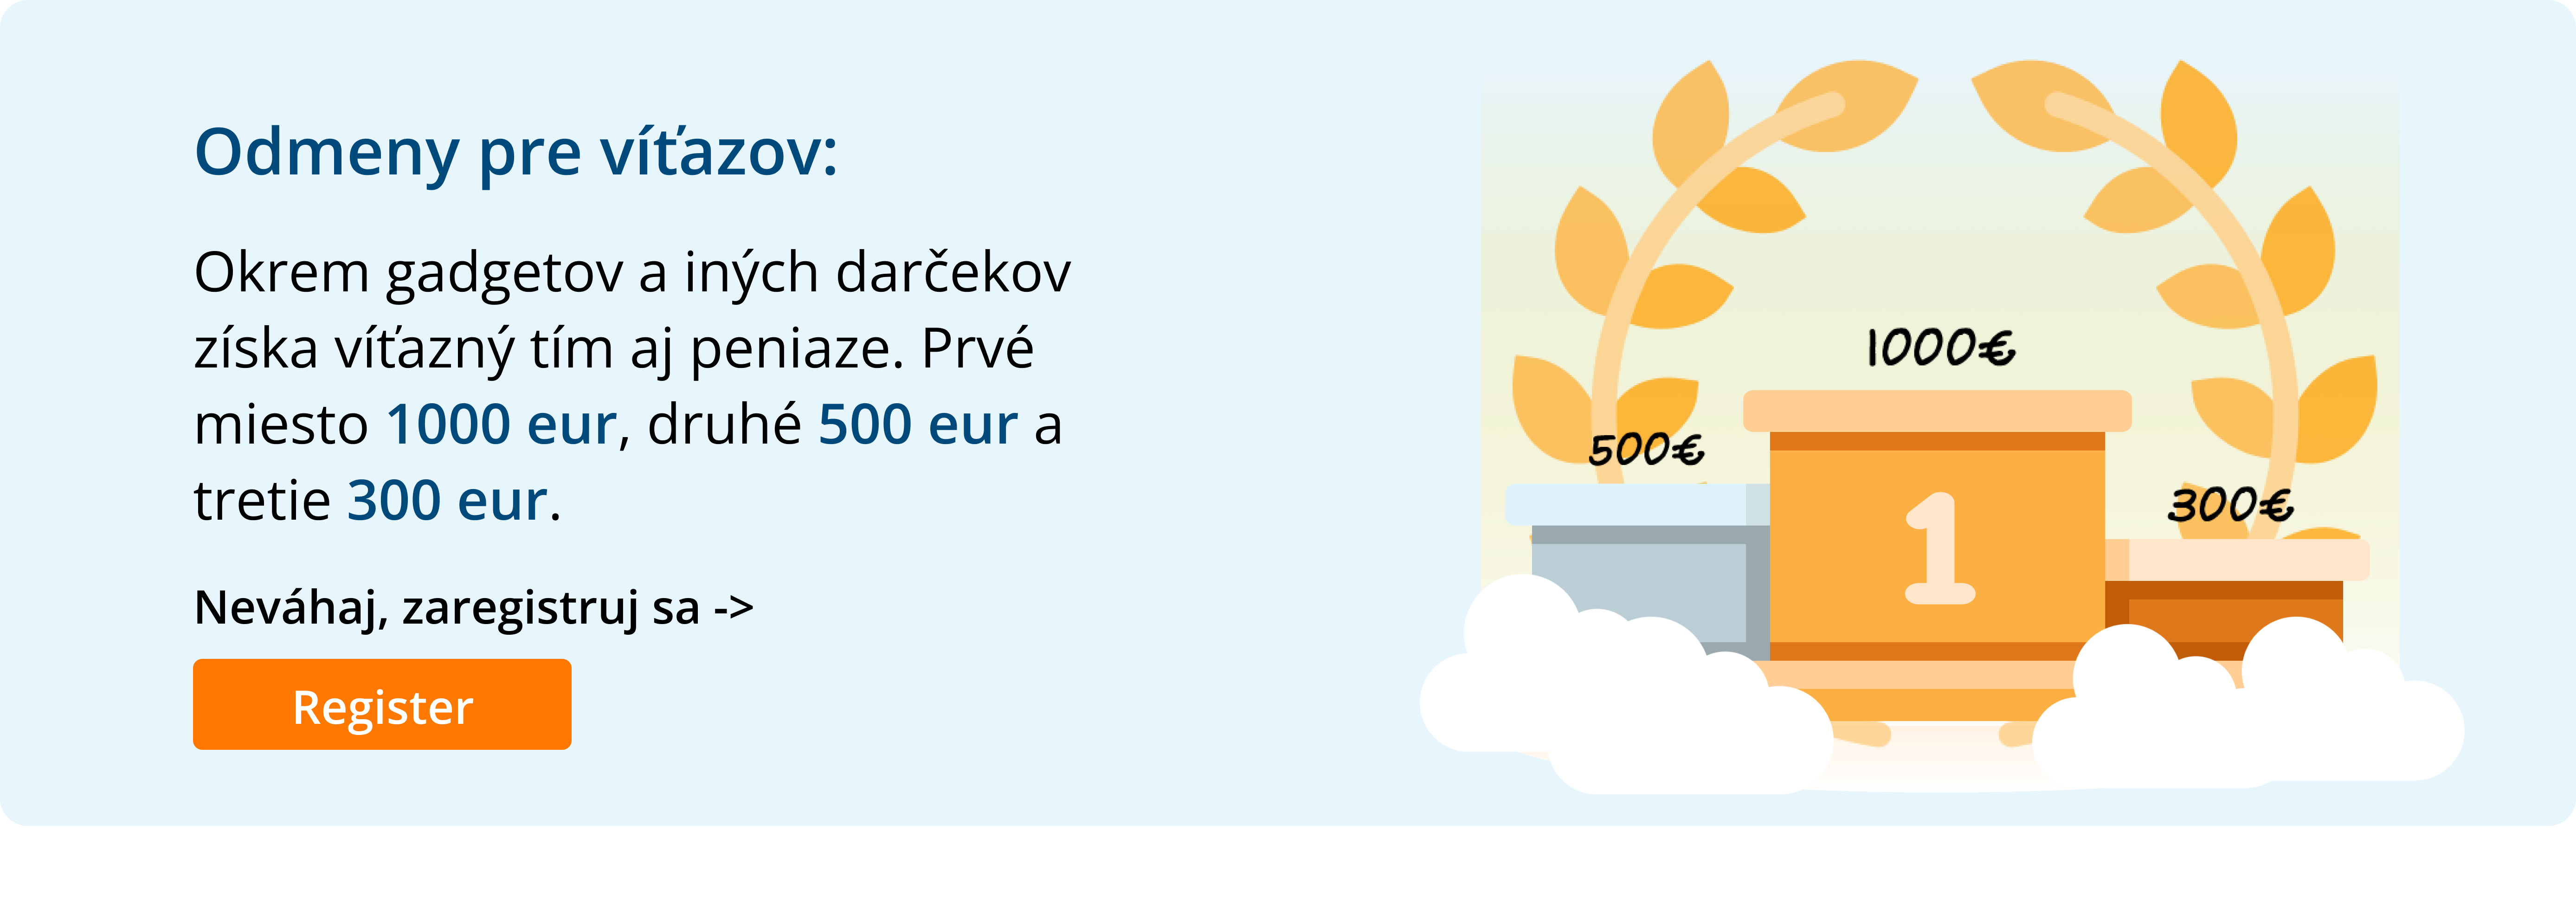 Odmeny pre víťazov:
Okrem gadgetov a iných darčekov
získa víťazný tím aj peniaze. Prvé
miesto 1000 eur, druhé 500 eur a
tretie 300 eur.
Neváhaj, zaregistruj sa ->
Register
1000€
500€
300€
1